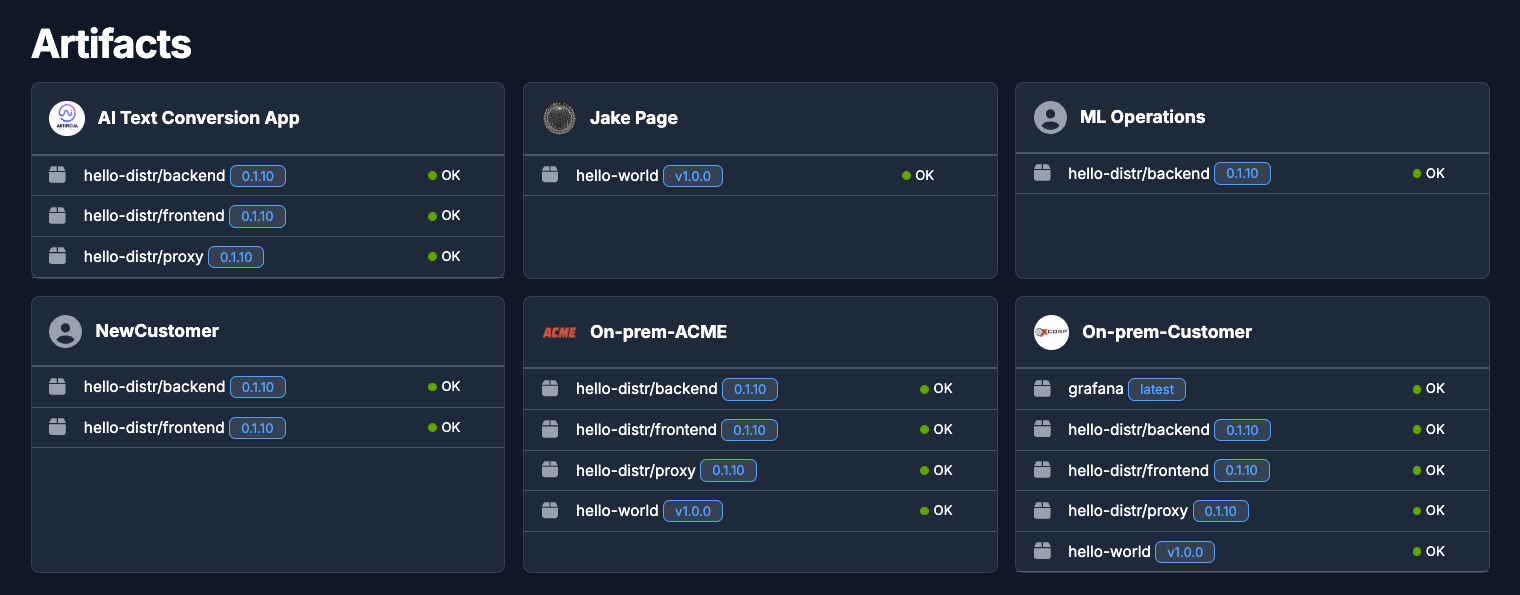 Artifacts
AI Text Conversion App
hello-distr/backend 0.1.10 OK
hello-distr/frontend 0.1.10 OK
hello-distr/proxy 0.1.10 OK
Jake Page
hello-world v1.0.0 OK
ML Operations
hello-distr/backend 0.1.10 OK
NewCustomer
hello-distr/backend 0.1.10 OK
hello-distr/frontend 0.1.10 OK
ACME On-prem-ACME
hello-distr/backend 0.1.10 OK
hello-distr/frontend 0.1.10 OK
hello-distr/proxy 0.1.10 OK
hello-world v1.0.0 OK
On-prem-Customer
grafana latest OK
hello-distr/backend 0.1.10 OK
hello-distr/frontend 0.1.10 OK
hello-distr/proxy 0.1.10 OK
hello-world v1.0.0 OK